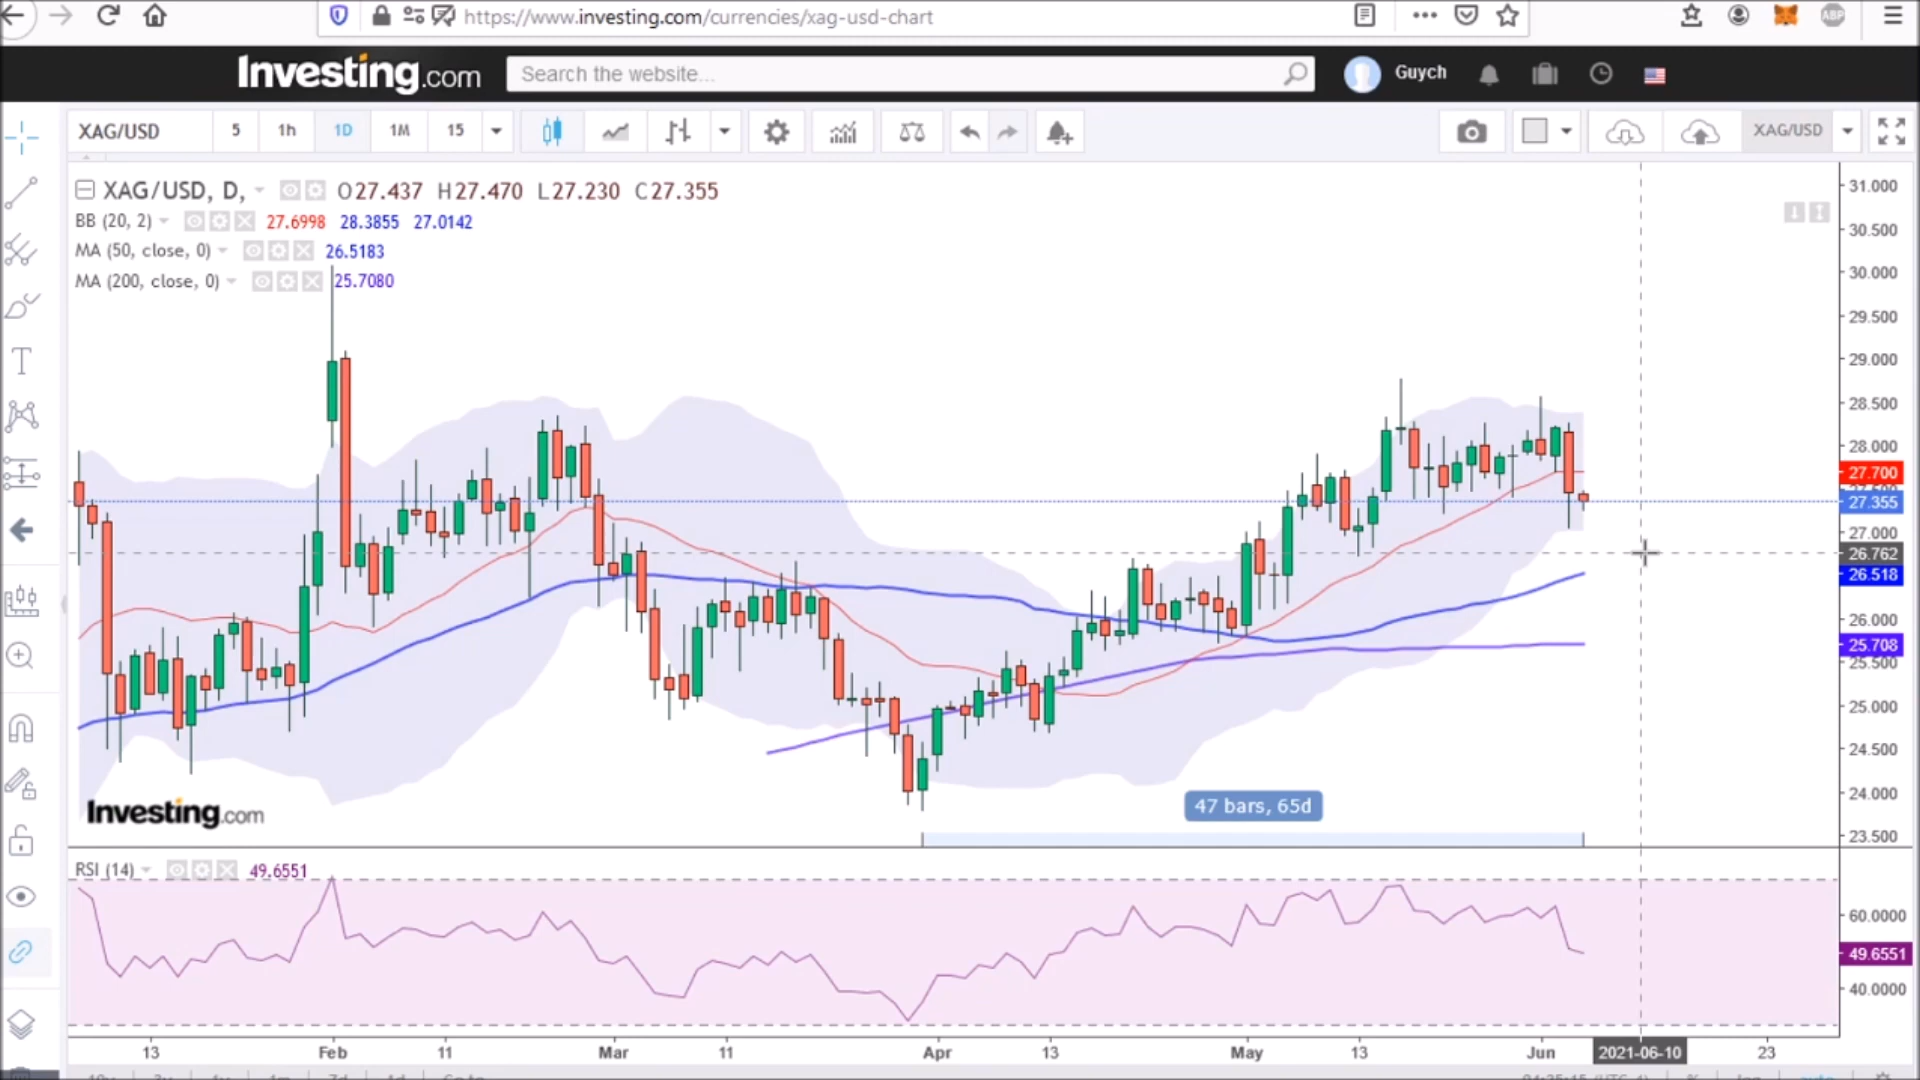 https://www.investing.com/currencies/xag-usd-chart
ABP
Investing.com
Search the website...
Guych
XAG/USD
5
1h
1D
1M
15
XAG/USD
XAG/USD, D, O27.437 H27.470 L27.230 C27.355
BB (20, 2) 27.6998 28.3855 27.0142
MA (50, close, 0) 26.5183
MA (200, close, 0) 25.7080
31.000
30.500
30.000
29.500
29.000
28.500
28.000
27.700
27.355
27.000
26.762
26.518
26.000
25.708
25.500
25.000
24.500
24.000
23.500
Investing.com
47 bars, 65d
RSI (14) 49.6551
60.0000
49.6551
40.0000
13
Feb
11
Mar
11
Apr
13
May
13
Jun
2021-06-10
23